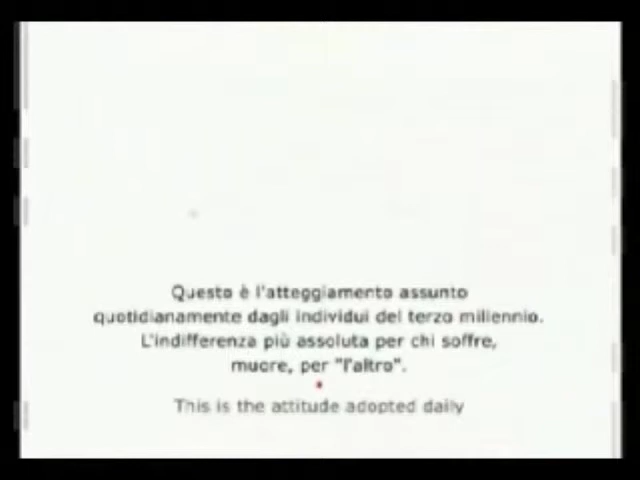 Questo è l'atteggiamento assunto
quotidianamente dagli individui del terzo millennio.
L'indifferenza più assoluta per chi soffre,
muore, per "l'altro".
This is the attitude adopted daily